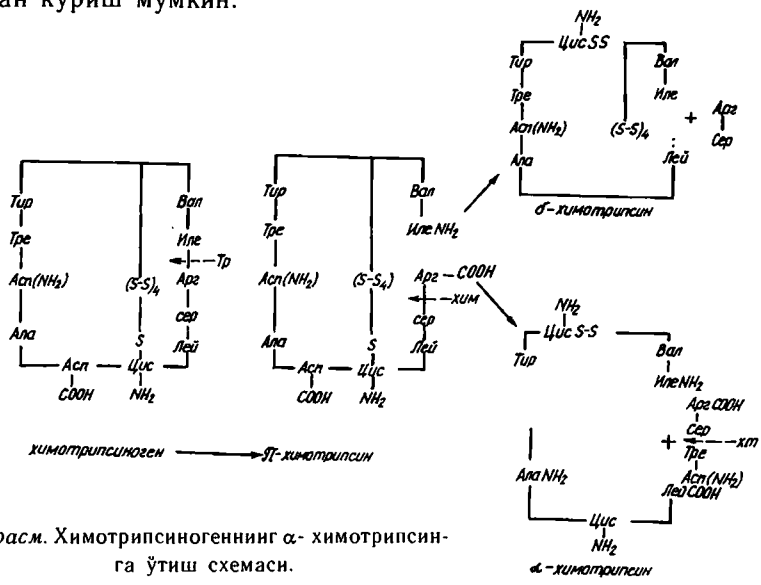 ан кўриш мумкин.
Тир
Тре
Асп(NH₂)
Ала
Асп
COOH
(S-S)₄
S
Цис
NH₂
Вал
Иле
Тр
Арг
сер
Лей
химотрипсиноген
Тир
Тре
Асп(NH₂)
Ала
Асп
COOH
(S-S₄)
S
Цис
NH₂
Вал
Иле NH₂
Арг – COOH
хим
сер
Лей
П-химотрипсин
NH₂
Цис SS
Тир
Тре
Асп(NH₂)
Ала
(S-S)₄
Вал
Иле
Лей
+
Арг
Сер
б-химотрипсин
NH₂
Цис S-S
Тир
Вал
Иле NH₂
Ала NH₂
Цис
NH₂
+
Арг COOH
Сер
хт
Тре
Асп(NH₂)
Лей COOH
α-химотрипсин
расм. Химотрипсиногеннинг α- химотрипсин-
га ўтиш схемаси.